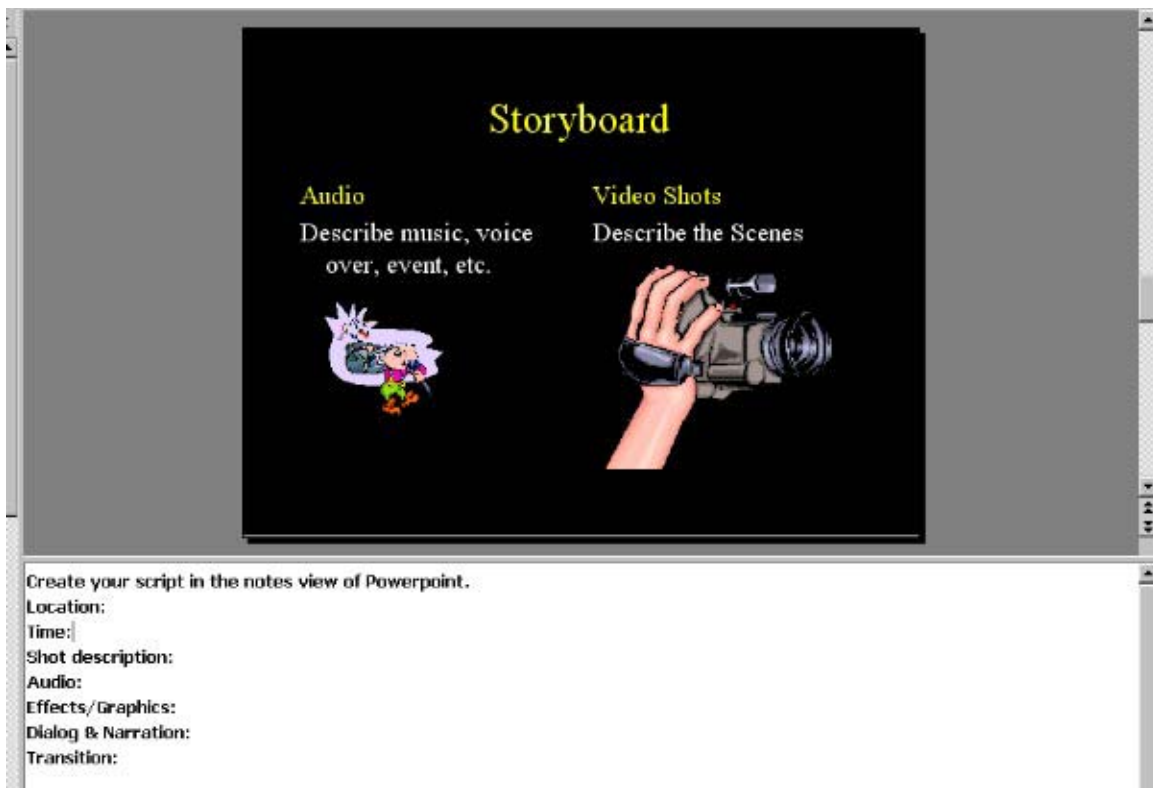 Storyboard
Audio
Describe music, voice
over, event, etc.
Video Shots
Describe the Scenes
Create your script in the notes view of Powerpoint.
Location:
Time:
Shot description:
Audio:
Effects/Graphics:
Dialog & Narration:
Transition: